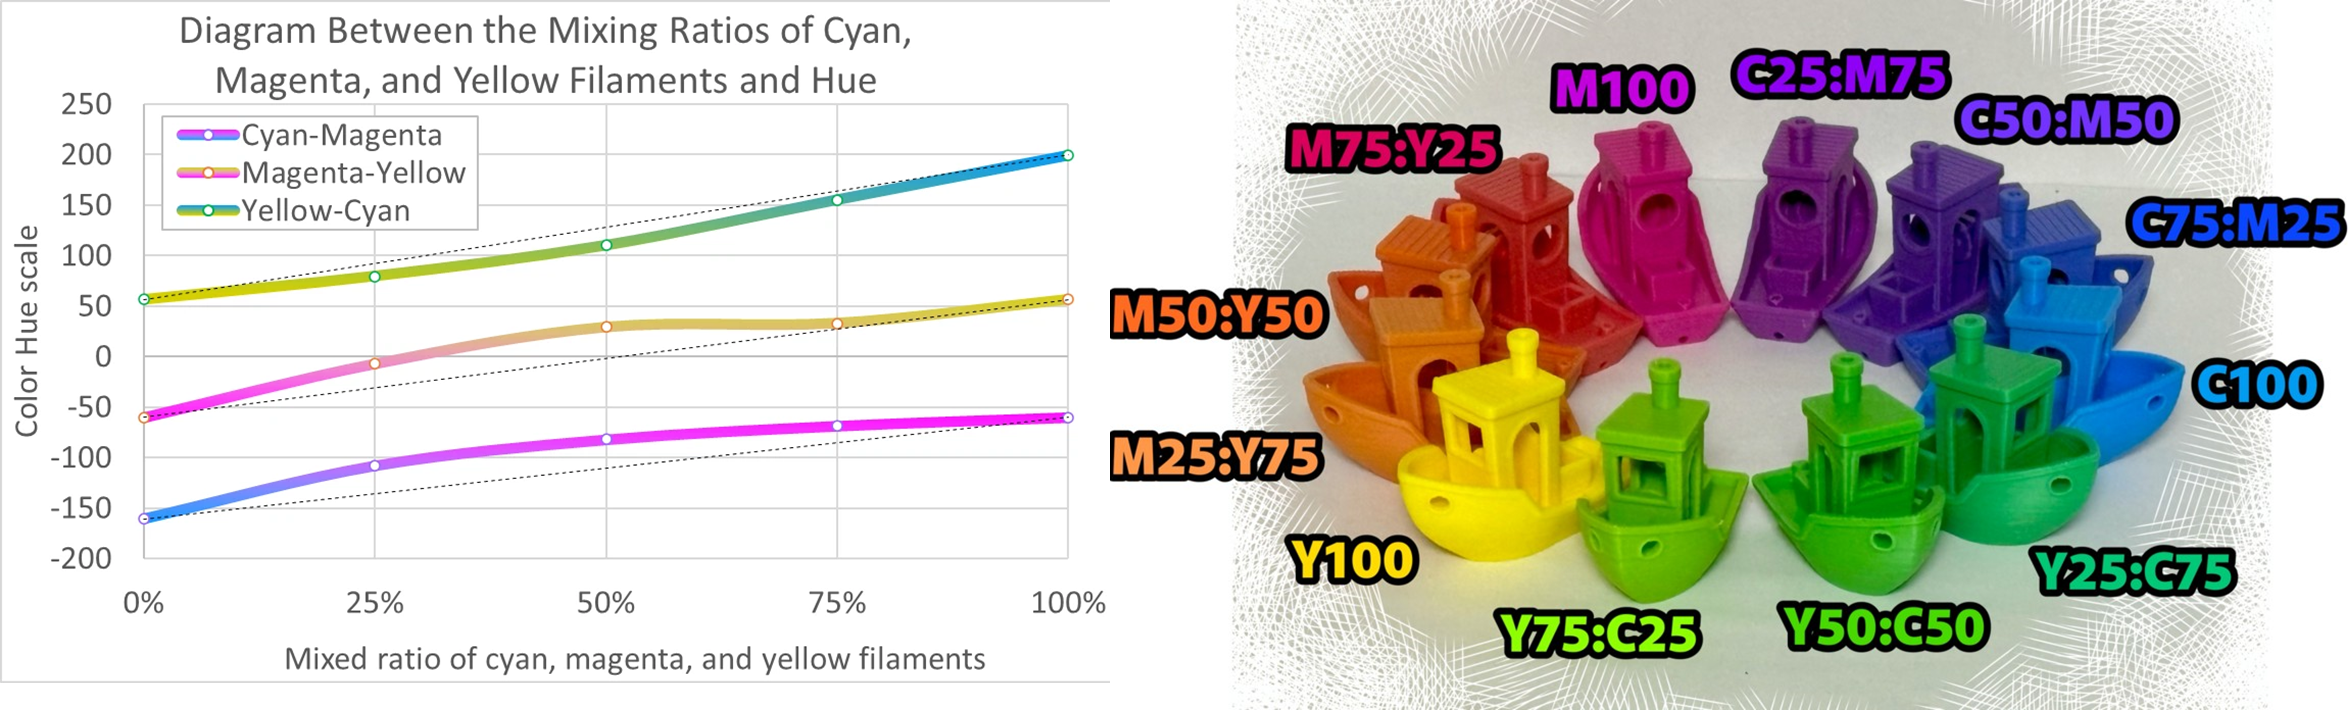 Diagram Between the Mixing Ratios of Cyan,
Magenta, and Yellow Filaments and Hue
250
200
150
100
50
0
-50
-100
-150
-200
Color Hue scale
Cyan-Magenta
Magenta-Yellow
Yellow-Cyan
0%
25%
50%
75%
100%
Mixed ratio of cyan, magenta, and yellow filaments
M100
C25:M75
C50:M50
M75:Y25
C75:M25
M50:Y50
C100
M25:Y75
Y100
Y25:C75
Y75:C25
Y50:C50